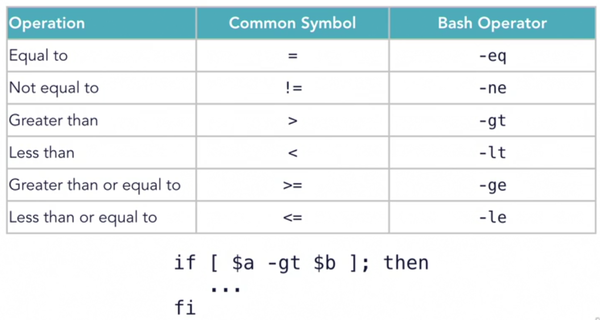 Operation Common Symbol Bash Operator
Equal to = -eq
Not equal to != -ne
Greater than > -gt
Less than < -lt
Greater than or equal to >= -ge
Less than or equal to <= -le
if [ $a -gt $b ]; then
...
fi